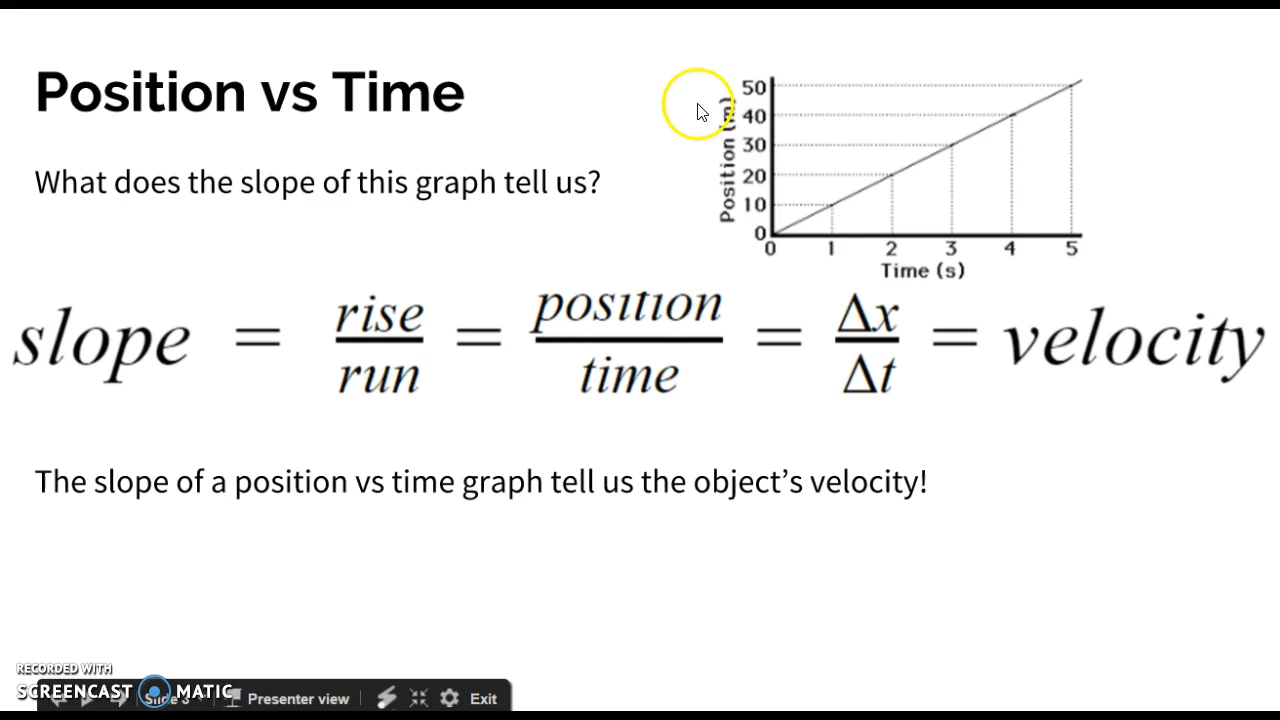 Position vs Time
What does the slope of this graph tell us?
Position (m)
50
40
30
20
10
0
0 1 2 3 4 5
Time (s)
slope = rise/run = position/time = Δx/Δt = velocity
The slope of a position vs time graph tell us the object's velocity!
RECORDED WITH
SCREENCAST MATIC
Slide 3 Presenter view Exit